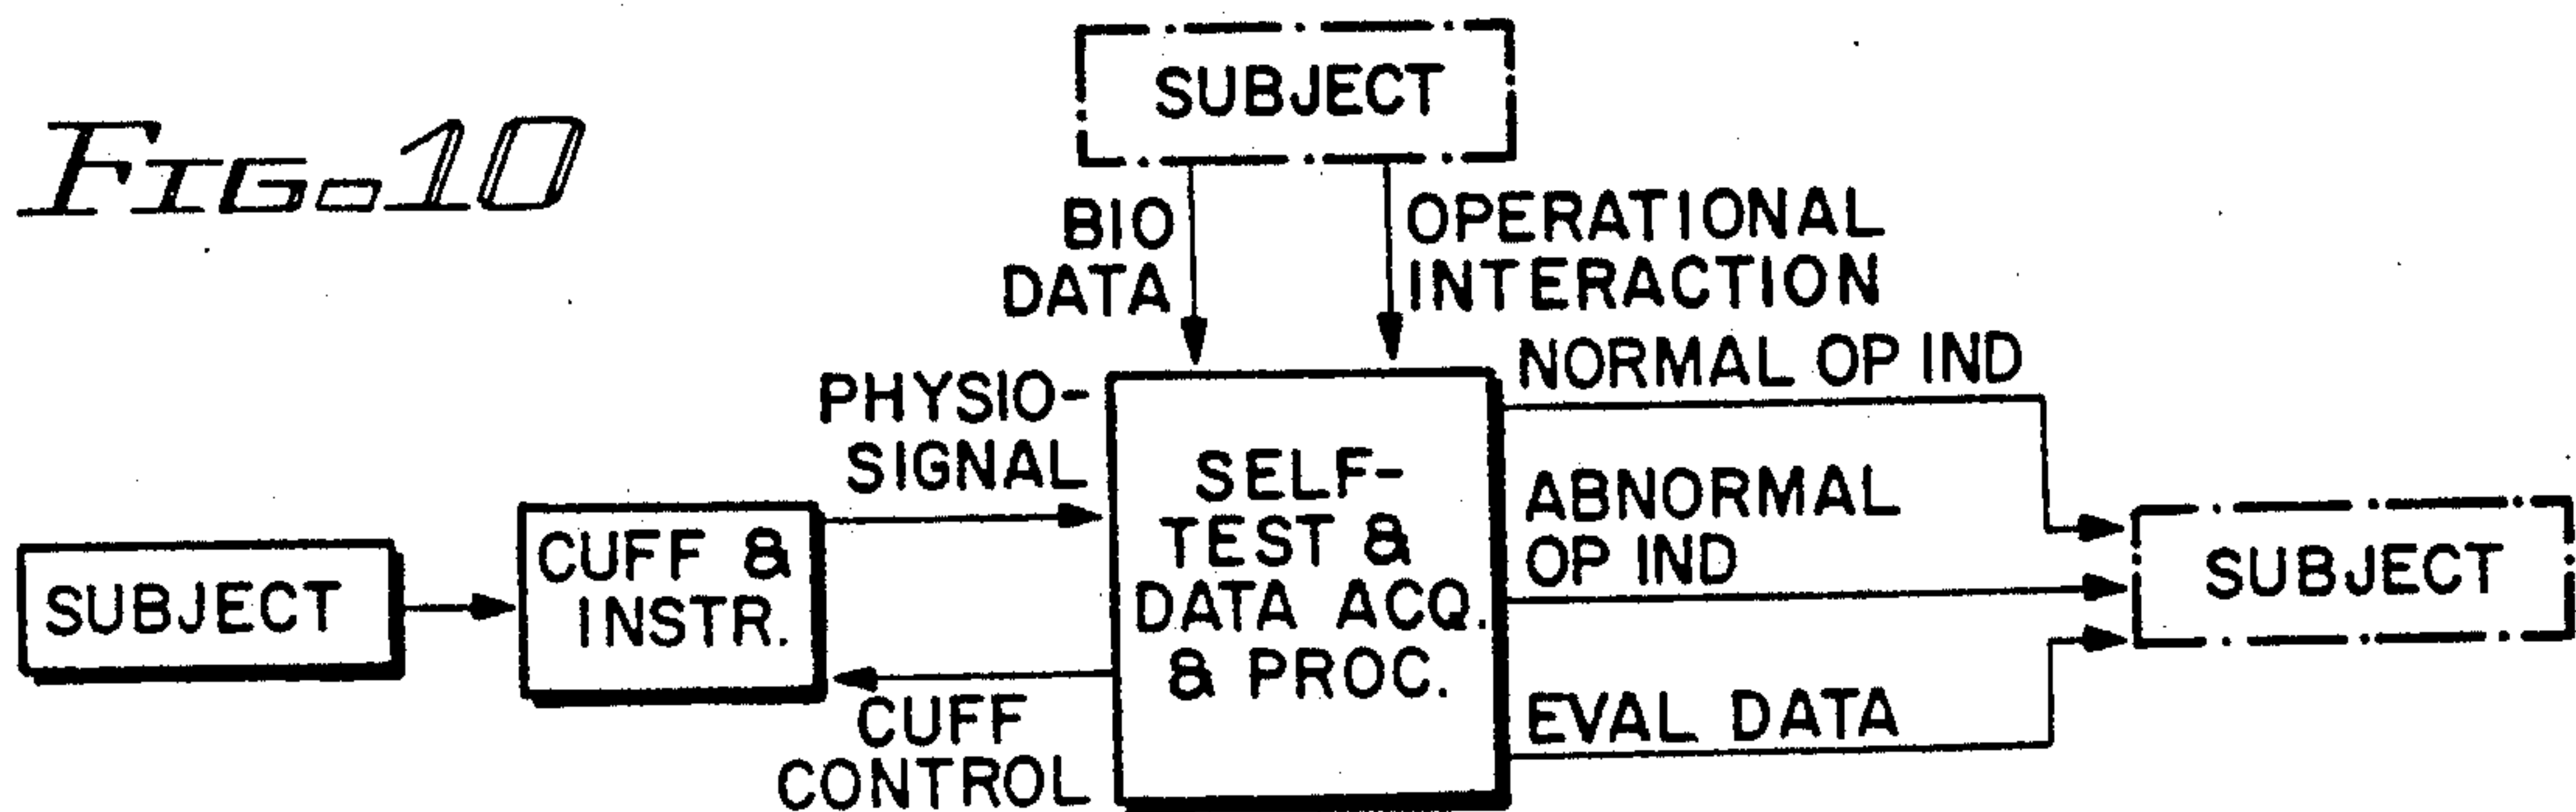 FIG. 10
SUBJECT
BIO
DATA
OPERATIONAL
INTERACTION
PHYSIO-
SIGNAL
NORMAL OP IND
SUBJECT
CUFF &
INSTR.
SELF-
TEST &
DATA ACQ.
& PROC.
ABNORMAL
OP IND
SUBJECT
CUFF
CONTROL
EVAL DATA